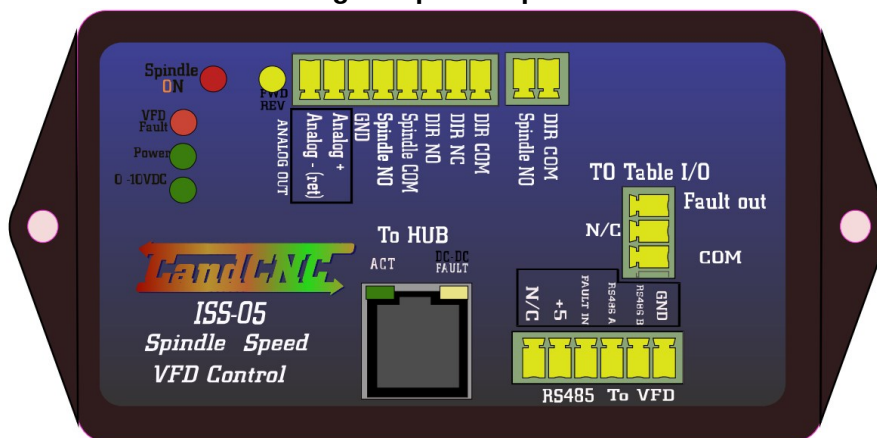 Spindle
ON
VFD
Fault
Power
0 -10VDC
FWD
REV
ANALOG OUT
Analog - (ret)
Analog +
GND
Spindle NO
Spindle COM
DIR NO
DIR NC
DIR COM
Spindle NO
DIR COM
TO Table I/O
Fault out
N/C
COM
To HUB
ACT
DC-DC
FAULT
CandCNC
ISS-05
Spindle Speed
VFD Control
N/C
+5
FAULT IN
RS485 A
RS485 B
GND
RS485 To VFD